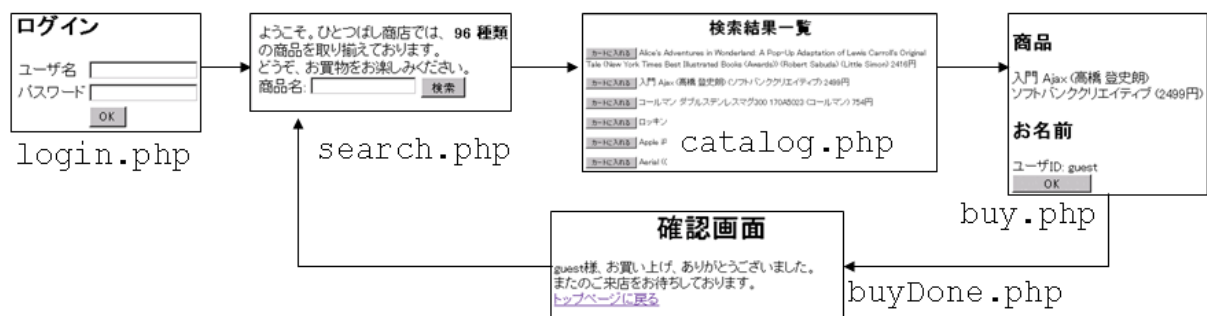 ログイン
ユーザ名
パスワード
OK
login.php
ようこそ。ひとつばし商店では、 96 種類
の商品を取り揃えております。
どうぞ、お買物をお楽しみください。
商品名: 検索
search.php
検索結果一覧
カートに入れる Alice's Adventures in Wonderland: A Pop-Up Adaptation of Lewis Carroll's Original
Tale (New York Times Best Illustrated Books (Awards)) (Robert Sabuda) (Little Simon) 2416円
カートに入れる 入門 Ajax (高橋 登史朗) (ソフトバンククリエイティブ) 2499円
カートに入れる コールマン ダブルステンレスマグ300 170A5023 (コールマン) 754円
カートに入れる ロッキン
カートに入れる Apple iP
カートに入れる Aerial (C
catalog.php
商品
入門 Ajax (高橋 登史朗)
ソフトバンククリエイティブ (2499円)
お名前
ユーザID: guest
OK
buy.php
確認画面
guest様、お買い上げ、ありがとうございました。
またのご来店をお待ちしております。
トップページに戻る
buyDone.php